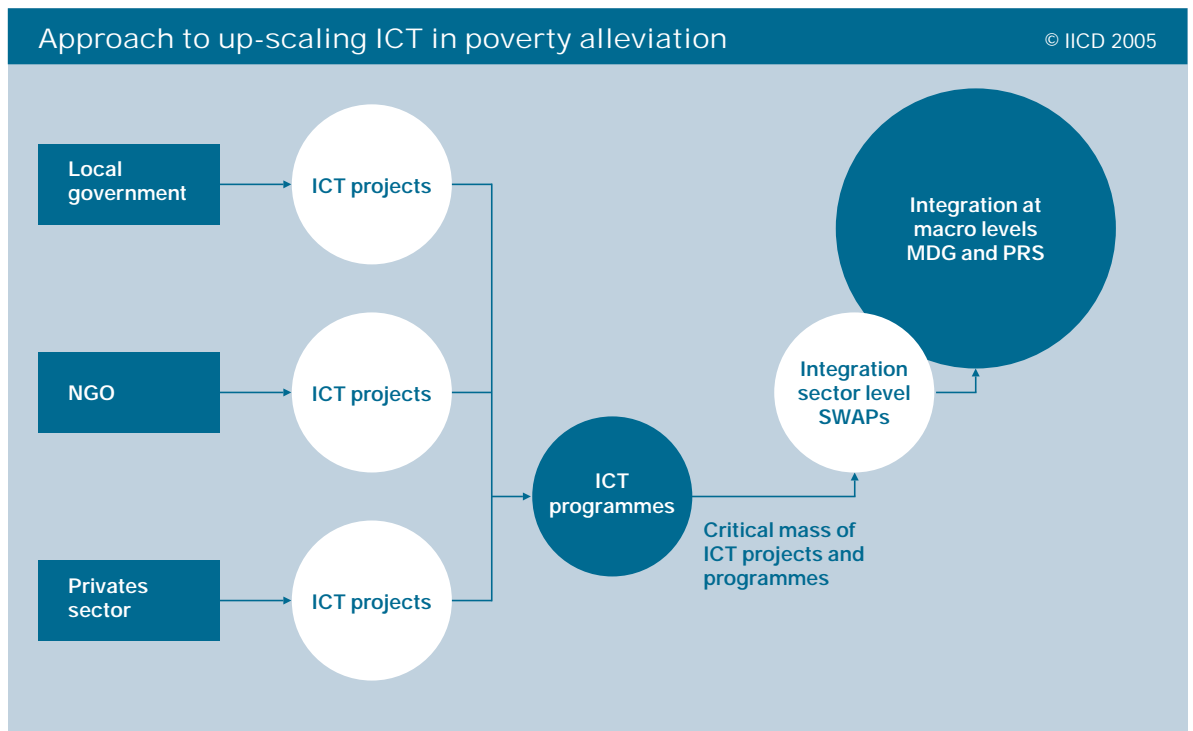 Approach to up-scaling ICT in poverty alleviation
© IICD 2005
Local
government
ICT projects
NGO
ICT projects
Privates
sector
ICT projects
ICT
programmes
Critical mass of
ICT projects and
programmes
Integration
sector level
SWAPs
Integration at
macro levels
MDG and PRS